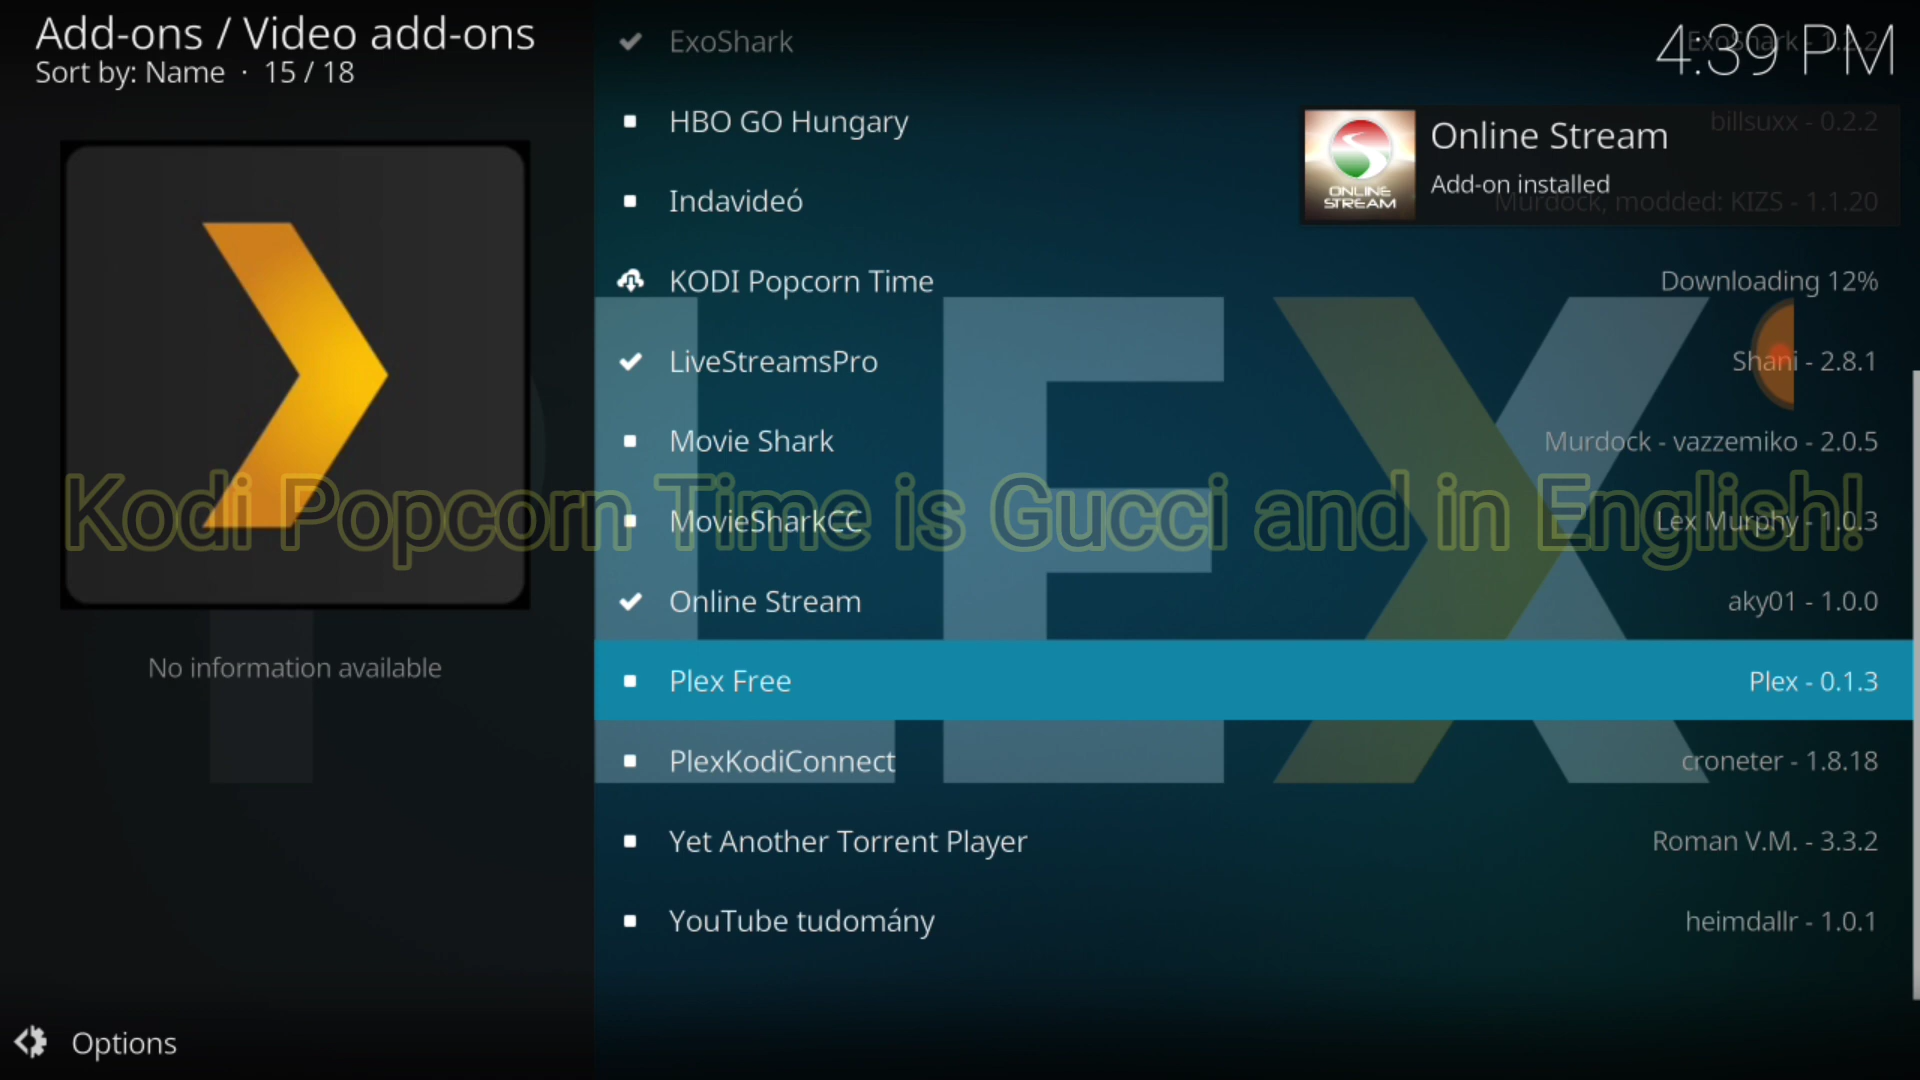 Add-ons / Video add-ons
Sort by: Name · 15 / 18
4:39 PM
ExoShark
ExoShark - 1.2.2
HBO GO Hungary
billsuxx - 0.2.2
Online Stream
Add-on installed
ONLINE
STREAM
Indavideó
Murdock, modded: KIZS - 1.1.20
KODI Popcorn Time
Downloading 12%
LiveStreamsPro
Shani - 2.8.1
Movie Shark
Murdock - vazzemiko - 2.0.5
Kodi Popcorn Time is Gucci and in English!
MovieSharkCC
Lex Murphy - 1.0.3
Online Stream
aky01 - 1.0.0
Plex Free
Plex - 0.1.3
No information available
PlexKodiConnect
croneter - 1.8.18
Yet Another Torrent Player
Roman V.M. - 3.3.2
YouTube tudomány
heimdallr - 1.0.1
Options
PLEX